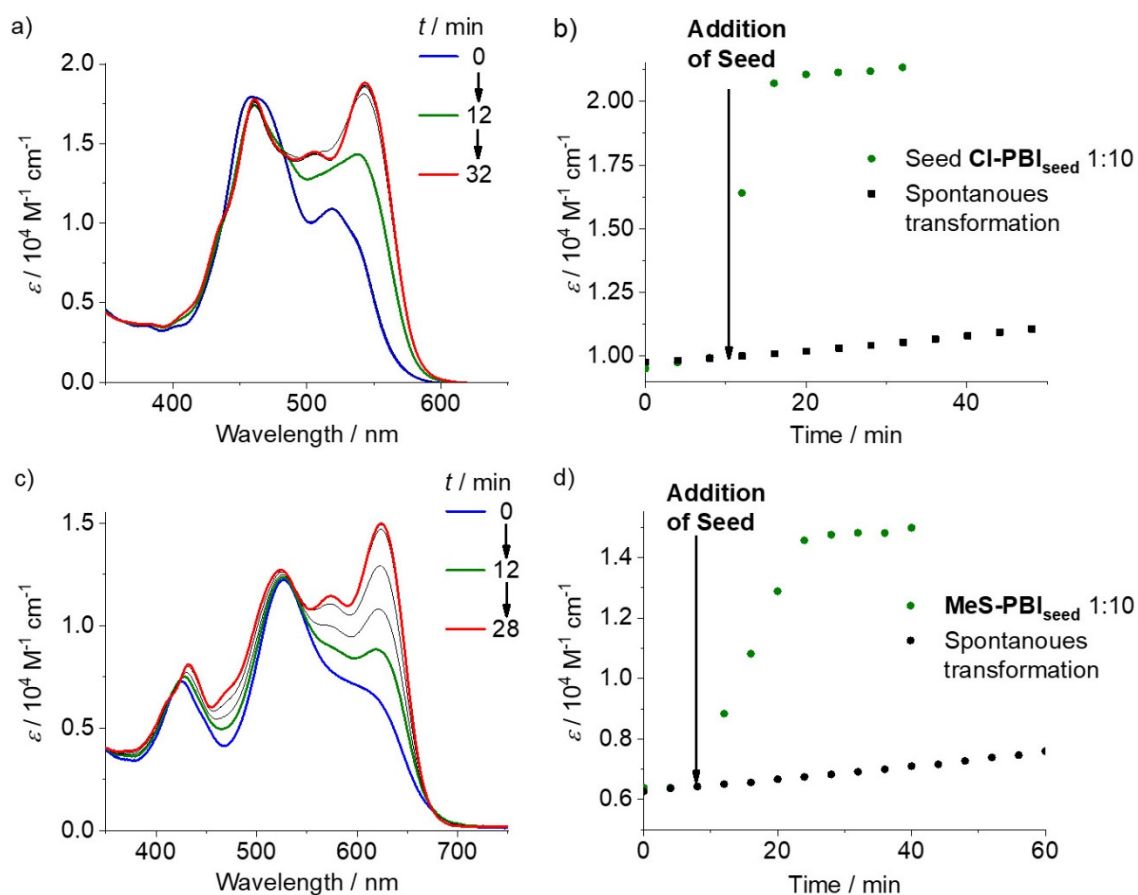 a)
t / min
0
12
32
2.0
1.5
1.0
0.5
0.0
ε / 10⁴ M⁻¹ cm⁻¹
400 500 600
Wavelength / nm
b)
Addition
of Seed
2.00
1.75
1.50
1.25
1.00
ε / 10⁴ M⁻¹ cm⁻¹
Seed Cl-PBIseed 1:10
Spontanoues
transformation
0 20 40
Time / min
c)
t / min
0
12
28
1.5
1.0
0.5
0.0
ε / 10⁴ M⁻¹ cm⁻¹
400 500 600 700
Wavelength / nm
d)
Addition
of Seed
1.4
1.2
1.0
0.8
0.6
ε / 10⁴ M⁻¹ cm⁻¹
MeS-PBIseed 1:10
Spontanoues
transformation
0 20 40 60
Time / min